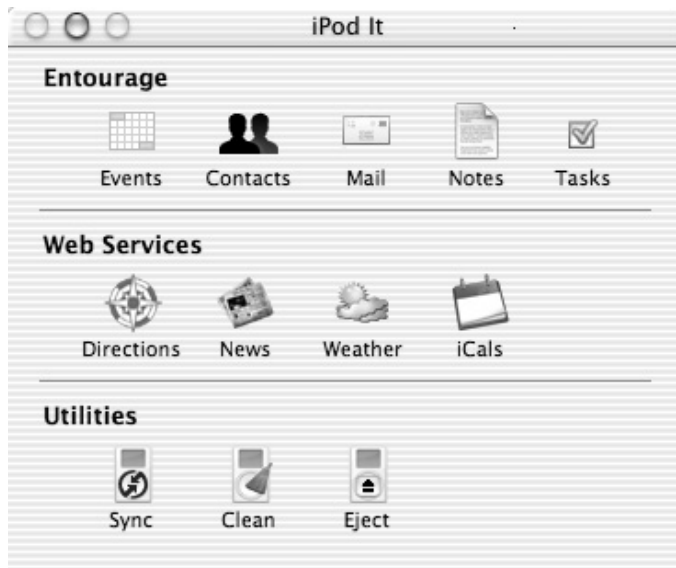 iPod It
Entourage
Events Contacts Mail Notes Tasks
Web Services
Directions News Weather iCals
Utilities
Sync Clean Eject